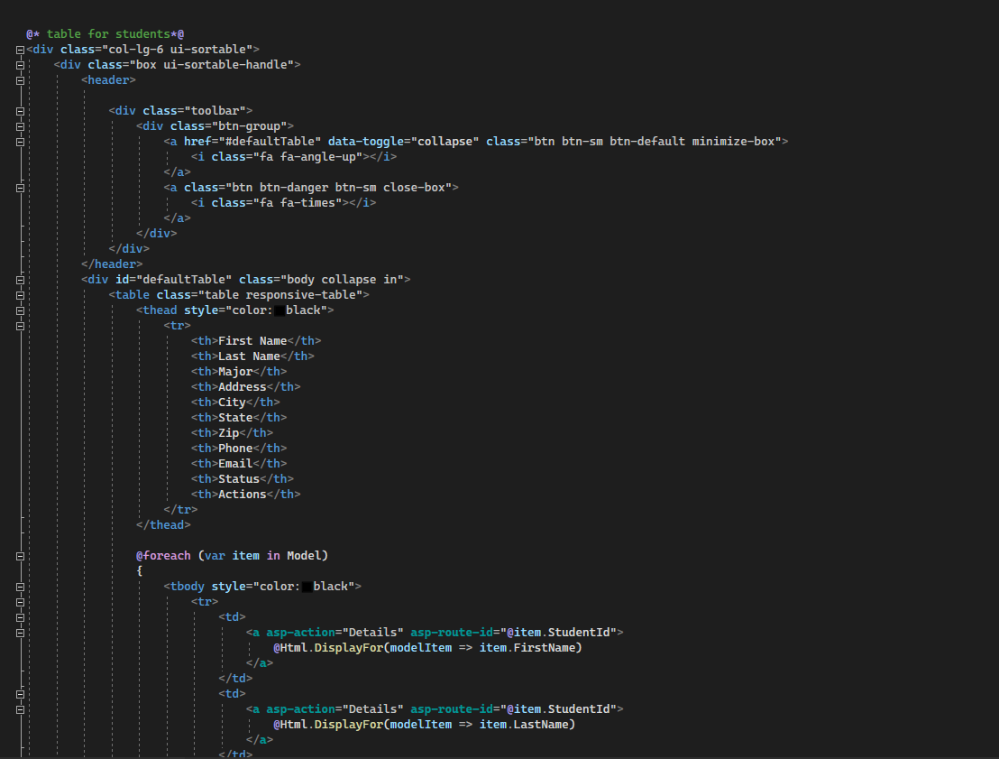 @* table for students*@
<div class="col-lg-6 ui-sortable">
<div class="box ui-sortable-handle">
<header>
<div class="toolbar">
<div class="btn-group">
<a href="#defaultTable" data-toggle="collapse" class="btn btn-sm btn-default minimize-box">
<i class="fa fa-angle-up"></i>
</a>
<a class="btn btn-danger btn-sm close-box">
<i class="fa fa-times"></i>
</a>
</div>
</div>
</header>
<div id="defaultTable" class="body collapse in">
<table class="table responsive-table">
<thead style="color: black">
<tr>
<th>First Name</th>
<th>Last Name</th>
<th>Major</th>
<th>Address</th>
<th>City</th>
<th>State</th>
<th>Zip</th>
<th>Phone</th>
<th>Email</th>
<th>Status</th>
<th>Actions</th>
</tr>
</thead>
@foreach (var item in Model)
{
<tbody style="color: black">
<tr>
<td>
<a asp-action="Details" asp-route-id="@item.StudentId">
@Html.DisplayFor(modelItem => item.FirstName)
</a>
</td>
<td>
<a asp-action="Details" asp-route-id="@item.StudentId">
@Html.DisplayFor(modelItem => item.LastName)
</a>
</td>